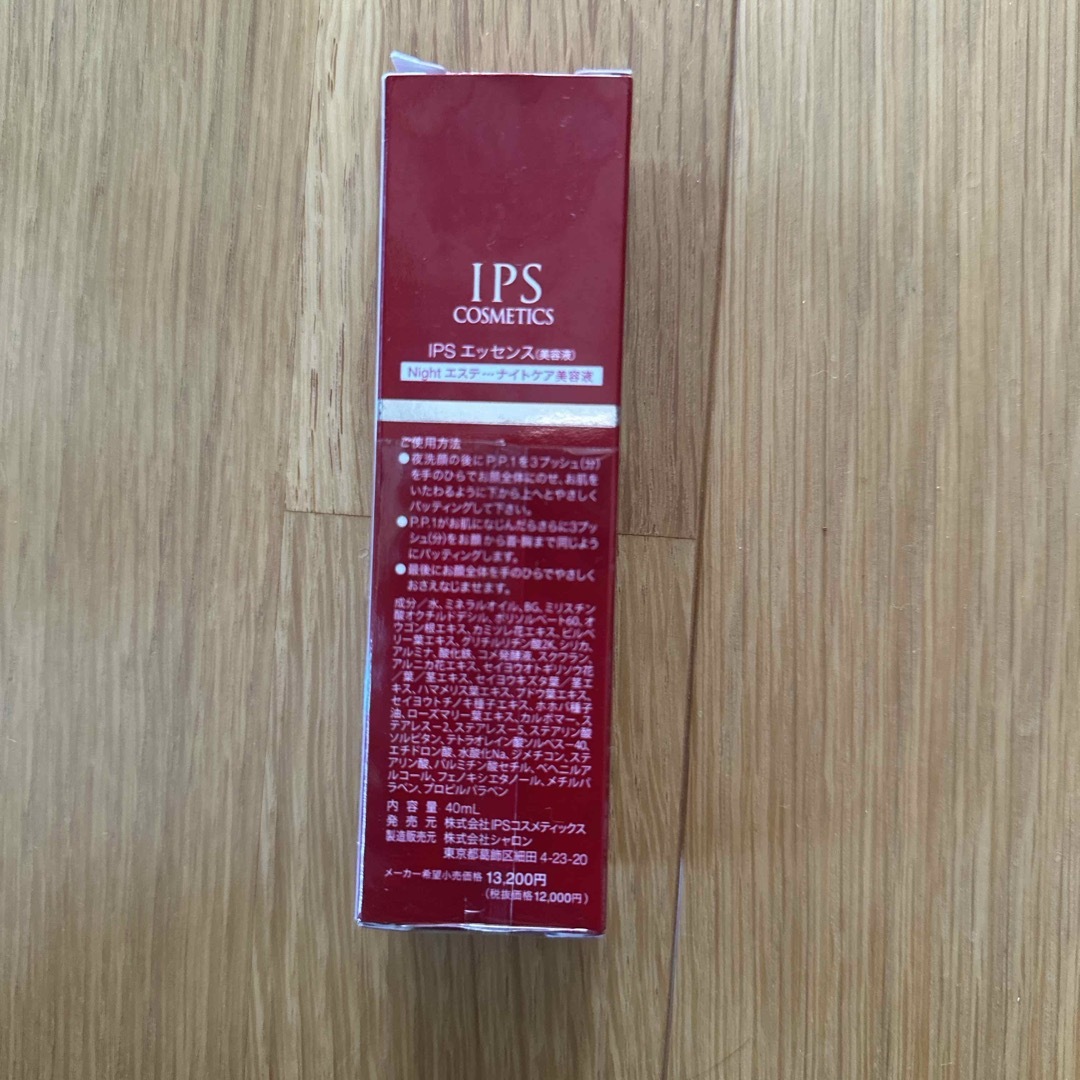 IPS
COSMETICS
IPS エッセンス(美容液)
Night エステ…ナイトケア美容液
ご使用方法
●夜洗顔の後にP.P.1を3プッシュ(分)
を手のひらでお顔全体にのせ、お肌を
いたわるように下から上へとやさしく
パッティングして下さい。
●P.P.1がお肌になじんだらさらに3プッ
シュ(分)をお顔から首・胸まで同じよう
にパッティングします。
●最後にお顔全体を手のひらでやさしく
おさえなじませます。
成分/水、ミネラルオイル、BG、ミリスチン
酸オクチルドデシル、ポリソルベート60、オ
ウゴン根エキス、カミツレ花エキス、ビルベ
リー葉エキス、グリチルリチン酸2K、シリカ、
アルミナ、酸化鉄、コメ発酵液、スクワラン、
アルニカ花エキス、セイヨウオトギリソウ花
/葉/茎エキス、セイヨウキズタ葉/茎エ
キス、ハマメリス葉エキス、ブドウ葉エキス、
セイヨウトチノキ種子エキス、ホホバ種子
油、ローズマリー葉エキス、カルボマー、ス
テアレス-2、ステアレス-5、ステアリン酸
ソルビタン、テトラオレイン酸ソルベス-40、
エチドロン酸、水酸化Na、ジメチコン、ステ
アリン酸、パルミチン酸セチル、ベヘニルア
ルコール、フェノキシエタノール、メチルパ
ラベン、プロピルパラベン
内 容 量 40mL
発 売 元 株式会社IPSコスメティックス
製造販売元 株式会社シャロン
東京都葛飾区細田 4-23-20
メーカー希望小売価格 13,200円
(税抜価格12,000円)